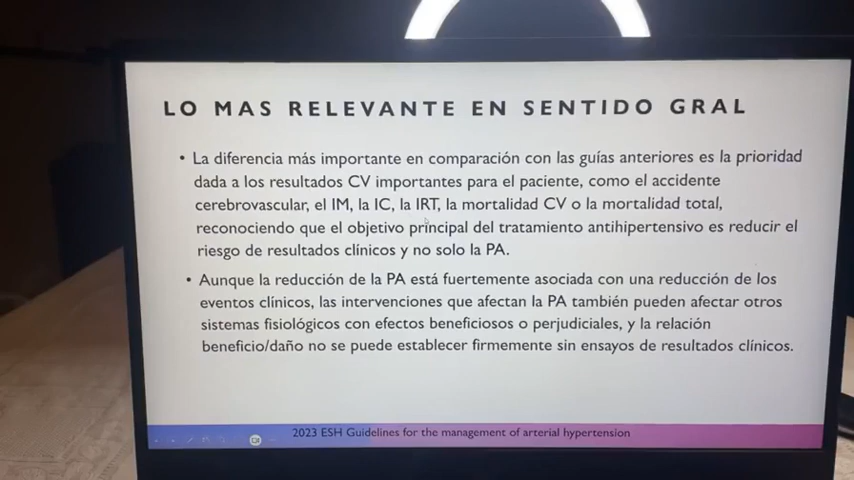 LO MAS RELEVANTE EN SENTIDO GRAL
• La diferencia más importante en comparación con las guías anteriores es la prioridad
dada a los resultados CV importantes para el paciente, como el accidente
cerebrovascular, el IM, la IC, la IRT, la mortalidad CV o la mortalidad total,
reconociendo que el objetivo principal del tratamiento antihipertensivo es reducir el
riesgo de resultados clínicos y no solo la PA.
• Aunque la reducción de la PA está fuertemente asociada con una reducción de los
eventos clínicos, las intervenciones que afectan la PA también pueden afectar otros
sistemas fisiológicos con efectos beneficiosos o perjudiciales, y la relación
beneficio/daño no se puede establecer firmemente sin ensayos de resultados clínicos.
2023 ESH Guidelines for the management of arterial hypertension